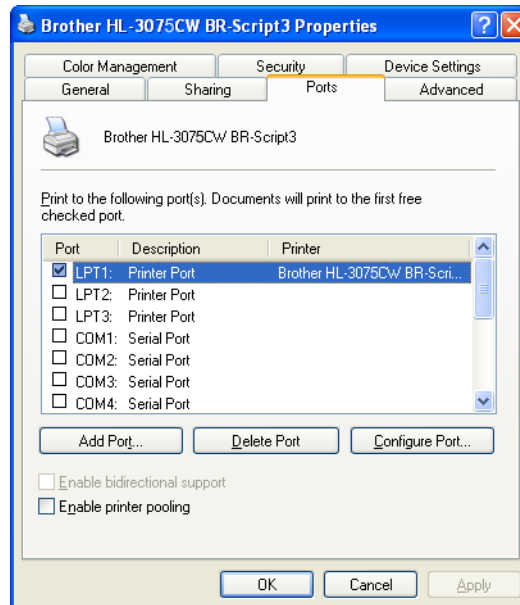 Brother HL-3075CW BR-Script3 Properties
Color Management Security Device Settings
General Sharing Ports Advanced
Brother HL-3075CW BR-Script3
Print to the following port(s). Documents will print to the first free
checked port.
Port Description Printer
LPT1: Printer Port Brother HL-3075CW BR-Scri...
LPT2: Printer Port
LPT3: Printer Port
COM1: Serial Port
COM2: Serial Port
COM3: Serial Port
COM4: Serial Port
Add Port... Delete Port Configure Port...
Enable bidirectional support
Enable printer pooling
OK Cancel Apply